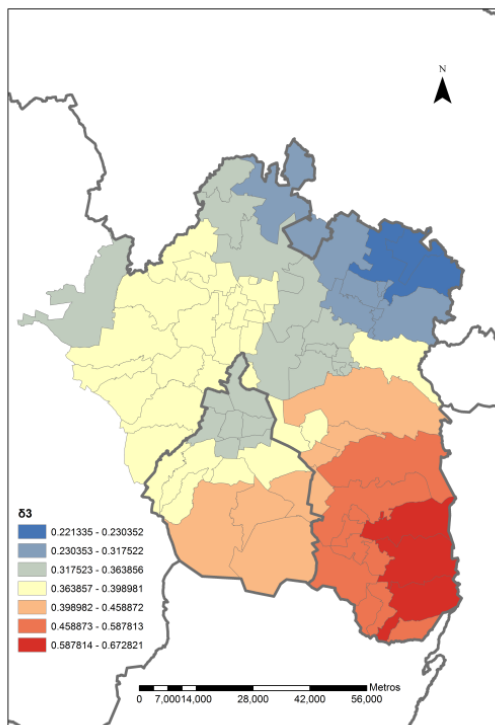 N
δ3
0.221335 - 0.230352
0.230353 - 0.317522
0.317523 - 0.363856
0.363857 - 0.398981
0.398982 - 0.458872
0.458873 - 0.587813
0.587814 - 0.672821
Metros
0 7,00014,000 28,000 42,000 56,000